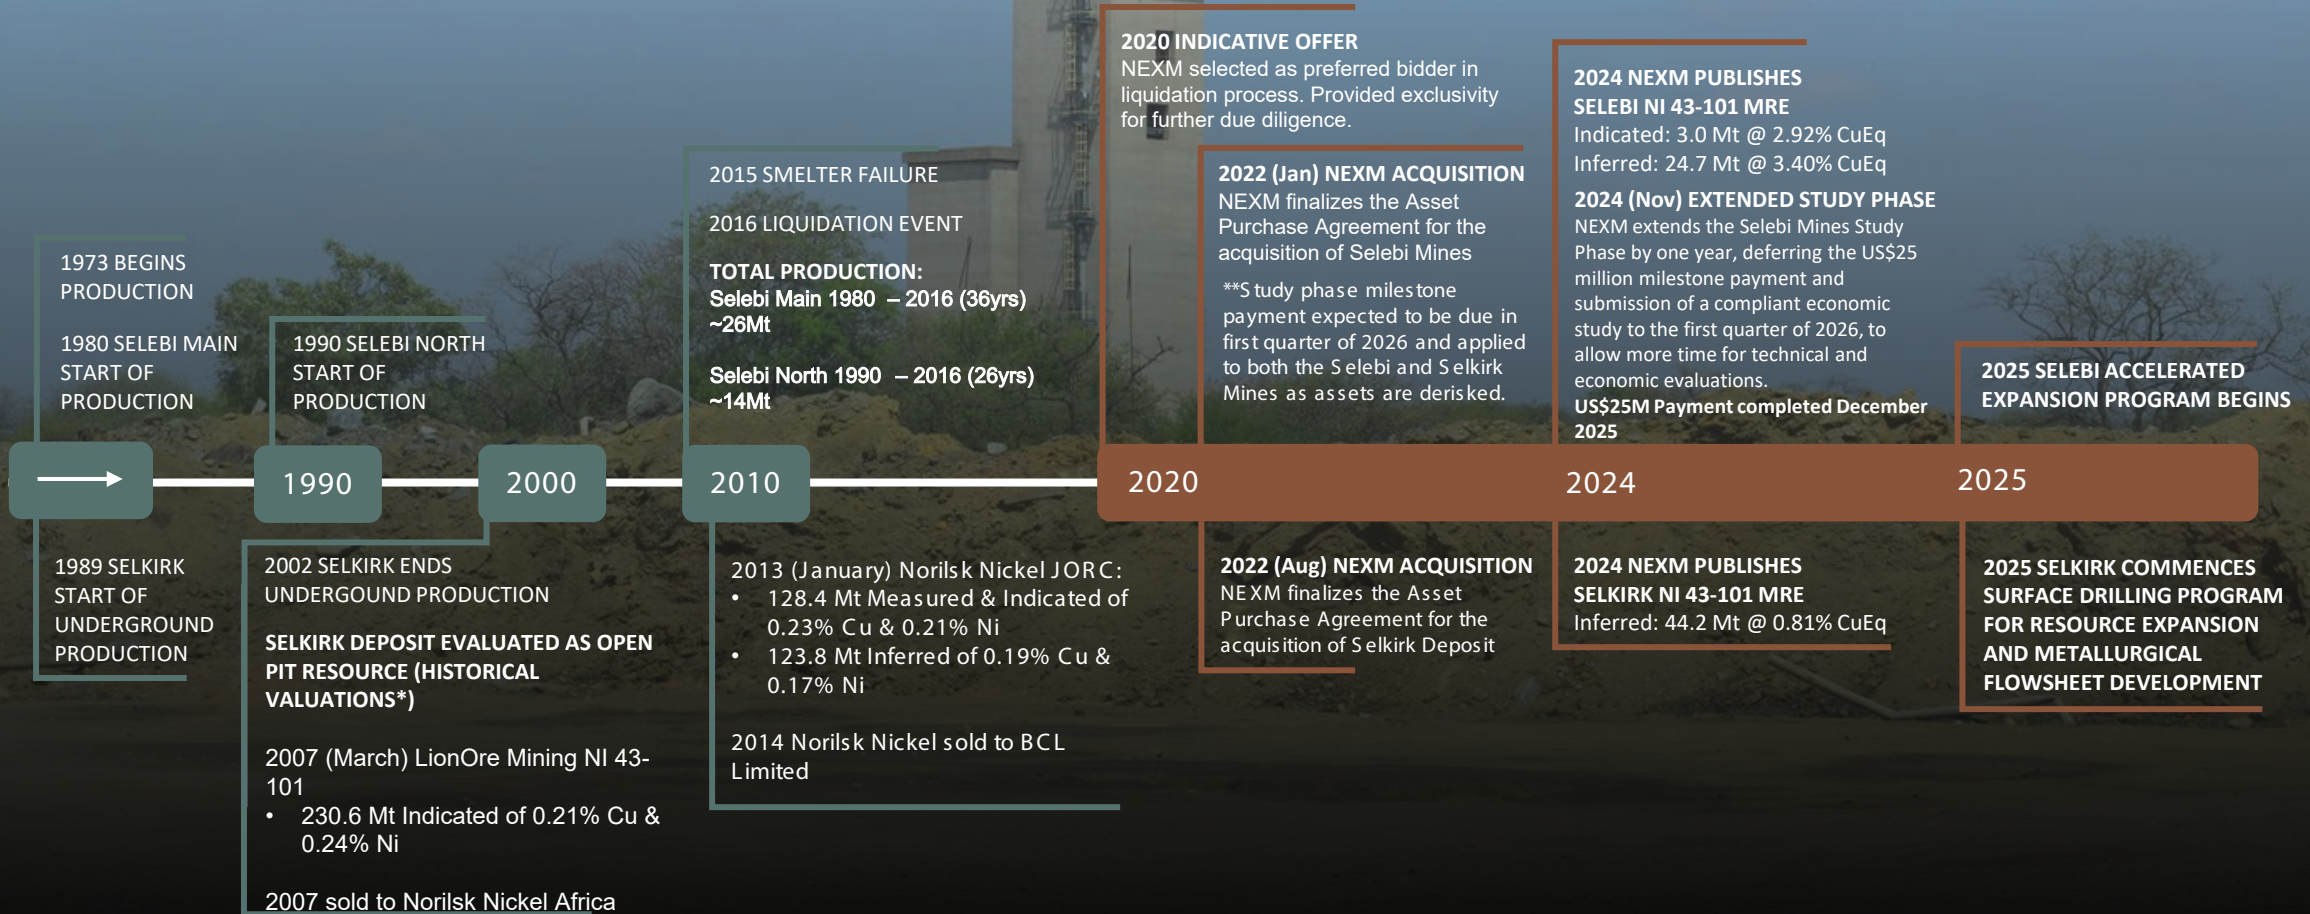 1973 BEGINS
PRODUCTION
1980 SELEBI MAIN
START OF
PRODUCTION
1990 SELEBI NORTH
START OF
PRODUCTION
2015 SMELTER FAILURE
2016 LIQUIDATION EVENT
TOTAL PRODUCTION:
Selebi Main 1980 – 2016 (36yrs)
~26Mt
Selebi North 1990 – 2016 (26yrs)
~14Mt
2020 INDICATIVE OFFER
NEXM selected as preferred bidder in
liquidation process. Provided exclusivity
for further due diligence.
2022 (Jan) NEXM ACQUISITION
NEXM finalizes the Asset
Purchase Agreement for the
acquisition of Selebi Mines
**Study phase milestone
payment expected to be due in
first quarter of 2026 and applied
to both the Selebi and Selkirk
Mines as assets are derisked.
2024 NEXM PUBLISHES
SELEBI NI 43-101 MRE
Indicated: 3.0 Mt @ 2.92% CuEq
Inferred: 24.7 Mt @ 3.40% CuEq
2024 (Nov) EXTENDED STUDY PHASE
NEXM extends the Selebi Mines Study
Phase by one year, deferring the US$25
million milestone payment and
submission of a compliant economic
study to the first quarter of 2026, to
allow more time for technical and
economic evaluations.
US$25M Payment completed December
2025
2025 SELEBI ACCELERATED
EXPANSION PROGRAM BEGINS
1990
2000
2010
2020
2024
2025
1989 SELKIRK
START OF
UNDERGROUND
PRODUCTION
2002 SELKIRK ENDS
UNDERGOUND PRODUCTION
SELKIRK DEPOSIT EVALUATED AS OPEN
PIT RESOURCE (HISTORICAL
VALUATIONS*)
2007 (March) LionOre Mining NI 43-
101
• 230.6 Mt Indicated of 0.21% Cu &
0.24% Ni
2007 sold to Norilsk Nickel Africa
2013 (January) Norilsk Nickel JORC:
• 128.4 Mt Measured & Indicated of
0.23% Cu & 0.21% Ni
• 123.8 Mt Inferred of 0.19% Cu &
0.17% Ni
2014 Norilsk Nickel sold to BCL
Limited
2022 (Aug) NEXM ACQUISITION
NEXM finalizes the Asset
Purchase Agreement for the
acquisition of Selkirk Deposit
2024 NEXM PUBLISHES
SELKIRK NI 43-101 MRE
Inferred: 44.2 Mt @ 0.81% CuEq
2025 SELKIRK COMMENCES
SURFACE DRILLING PROGRAM
FOR RESOURCE EXPANSION
AND METALLURGICAL
FLOWSHEET DEVELOPMENT